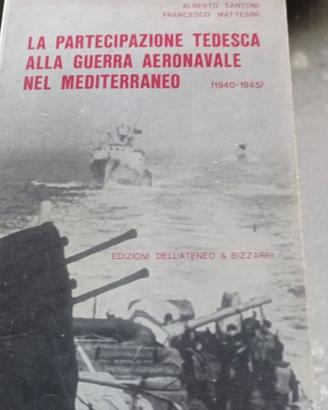 ALBERTO SANTONI
FRANCESCO MATTESINI
LA PARTECIPAZIONE TEDESCA
ALLA GUERRA AERONAVALE
NEL MEDITERRANEO (1940-1945)
EDIZIONI DELL'ATENEO & BIZZARRI